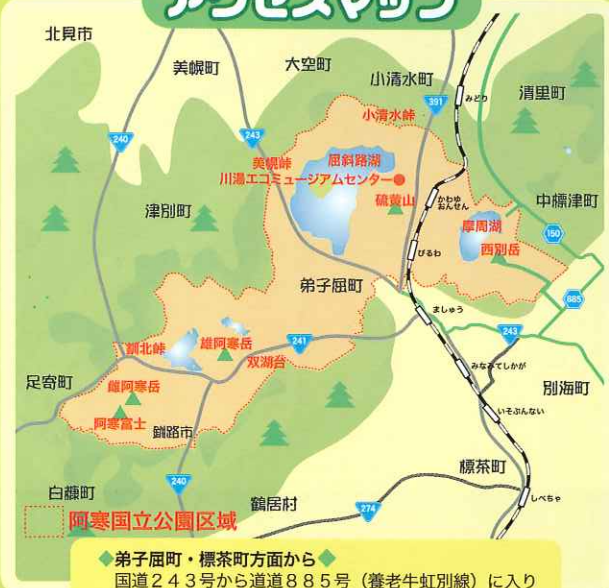 アクセスマップ
北見市
美幌町
大空町
小清水町
清里町
みどり
391
小清水峠
240
243
美幌峠
屈斜路湖
川湯エコミュージアムセンター
硫黄山
かわゆ
おんせん
中標津町
摩周湖
150
西別岳
津別町
びるわ
弟子屈町
ましゅう
885
243
釧北峠
雄阿寒岳
241
双湖台
みなみてしかが
別海町
足寄町
雌阿寒岳
阿寒富士
釧路市
いそぶんない
標茶町
白糠町
240
鶴居村
274
しべちゃ
阿寒国立公園区域
◆弟子屈町・標茶町方面から◆
国道243号から道道885号（養老牛虹別線）に入り